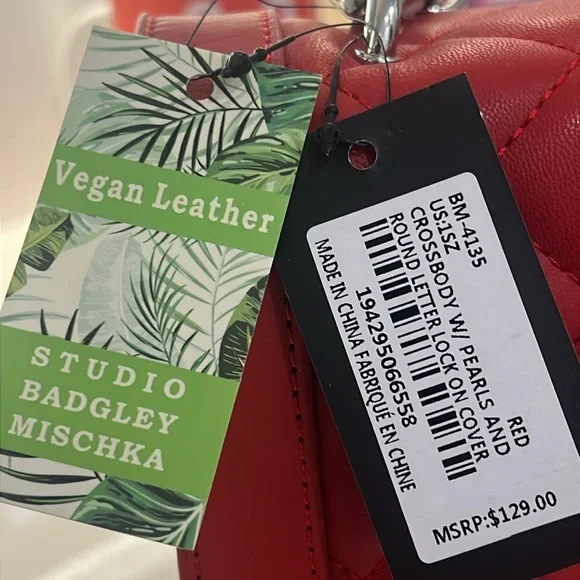 Vegan Leather
STUDIO
BADGLEY
MISCHKA
BM-4135
US:1SZ RED
CROSSBODY W/ PEARLS AND
ROUND LETTER LOCK ON COVER
194295066558
MADE IN CHINA FABRIQUÉ EN CHINE
MSRP:$129.00